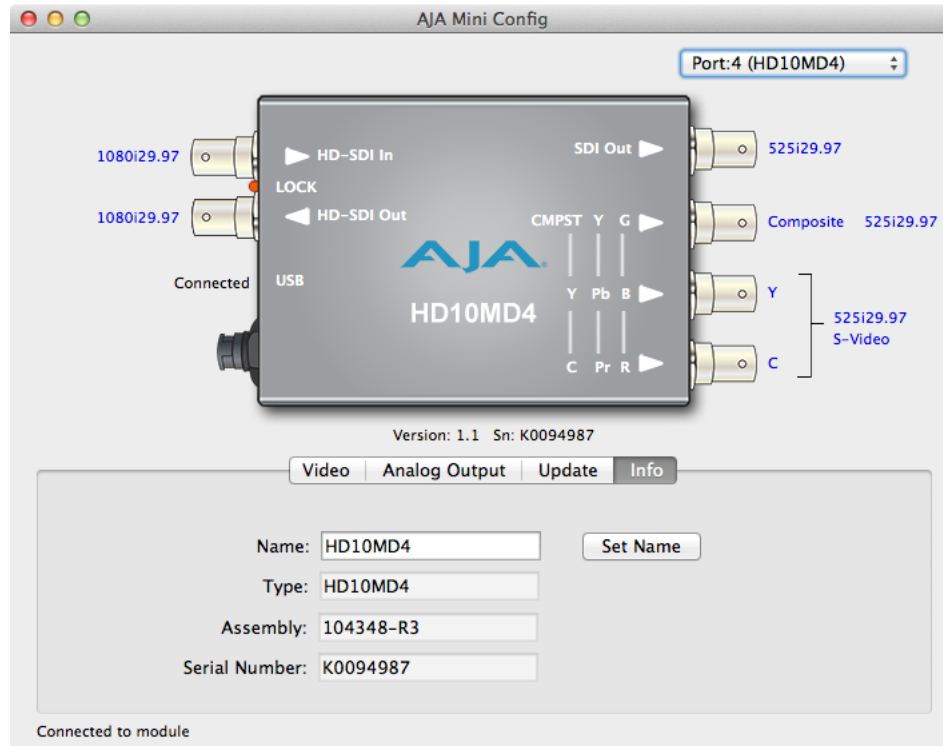 AJA Mini Config
Port:4 (HD10MD4)
1080i29.97 HD-SDI In SDI Out 525i29.97
LOCK
1080i29.97 HD-SDI Out CMPST Y G Composite 525i29.97
AJA
Connected USB Y Pb B Y
HD10MD4 525i29.97
S-Video
C Pr R C
Version: 1.1 Sn: K0094987
Video Analog Output Update Info
Name: HD10MD4 Set Name
Type: HD10MD4
Assembly: 104348-R3
Serial Number: K0094987
Connected to module